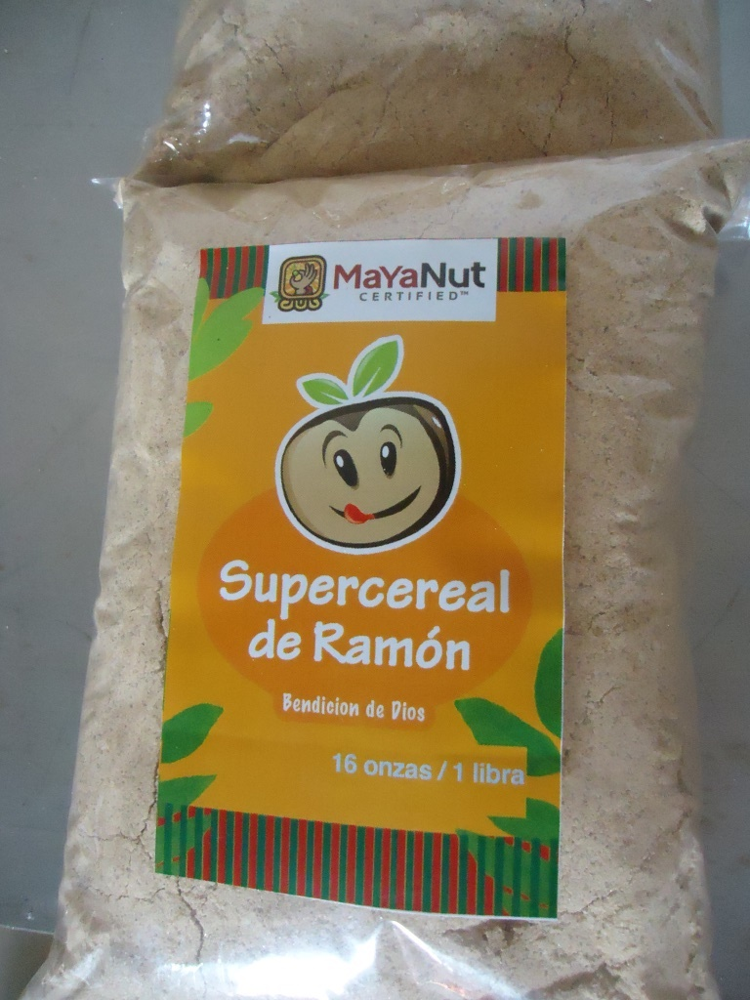 MAYANUT
CERTIFIED™
Supercereal
de Ramón
Bendicion de Dios
16 onzas / 1 libra